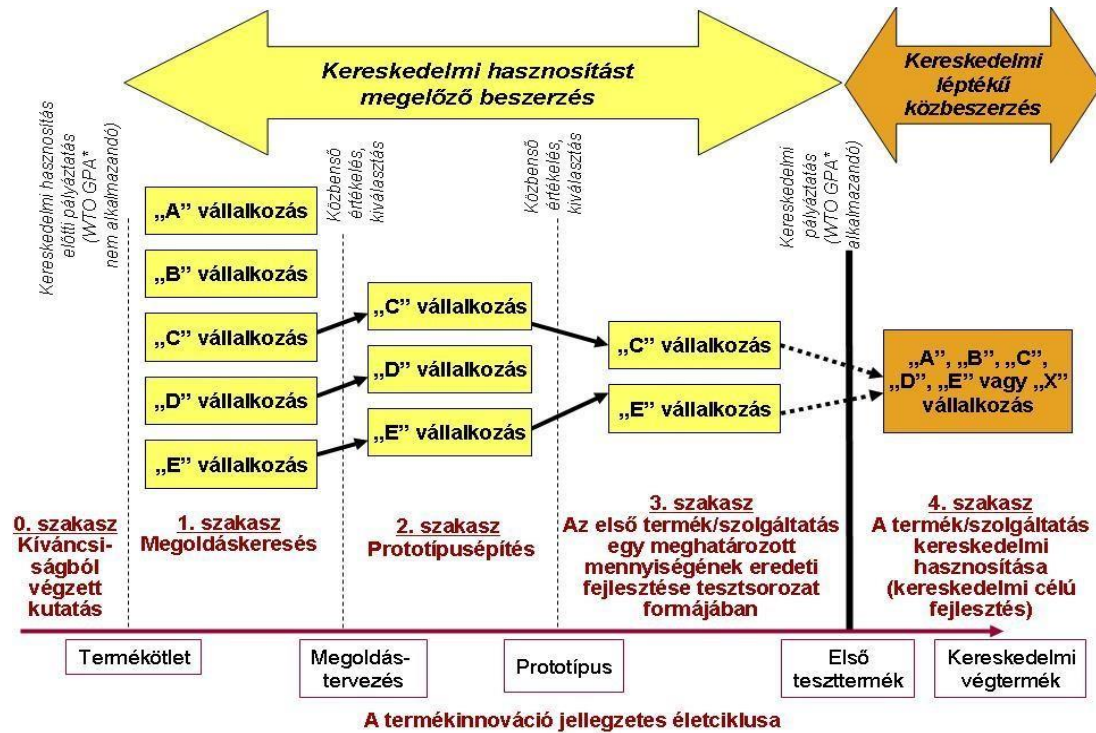 Kereskedelmi hasznosítást
megelőző beszerzés
Kereskedelmi
léptékű
közbeszerzés
Kereskedelmi hasznosítás
előtti pályáztatás
(WTO GPA*
nem alkalmazandó)
Közbenső
értékelés,
kiválasztás
Közbenső
értékelés,
kiválasztás
Kereskedelmi
pályáztatás
(WTO GPA*
alkalmazandó)
„A” vállalkozás
„B” vállalkozás
„C” vállalkozás
„D” vállalkozás
„E” vállalkozás
„C” vállalkozás
„D” vállalkozás
„E” vállalkozás
„C” vállalkozás
„E” vállalkozás
„A”, „B”, „C”,
„D”, „E” vagy „X”
vállalkozás
0. szakasz
Kíváncsi-
ságból
végzett
kutatás
1. szakasz
Megoldáskeresés
2. szakasz
Prototípusépítés
3. szakasz
Az első termék/szolgáltatás
egy meghatározott
mennyiségének eredeti
fejlesztése tesztsorozat
formájában
4. szakasz
A termék/szolgáltatás
kereskedelmi
hasznosítása
(kereskedelmi célú
fejlesztés)
Termékötlet
Megoldás-
tervezés
Prototípus
Első
teszttermék
Kereskedelmi
végtermék
A termékinnováció jellegzetes életciklusa